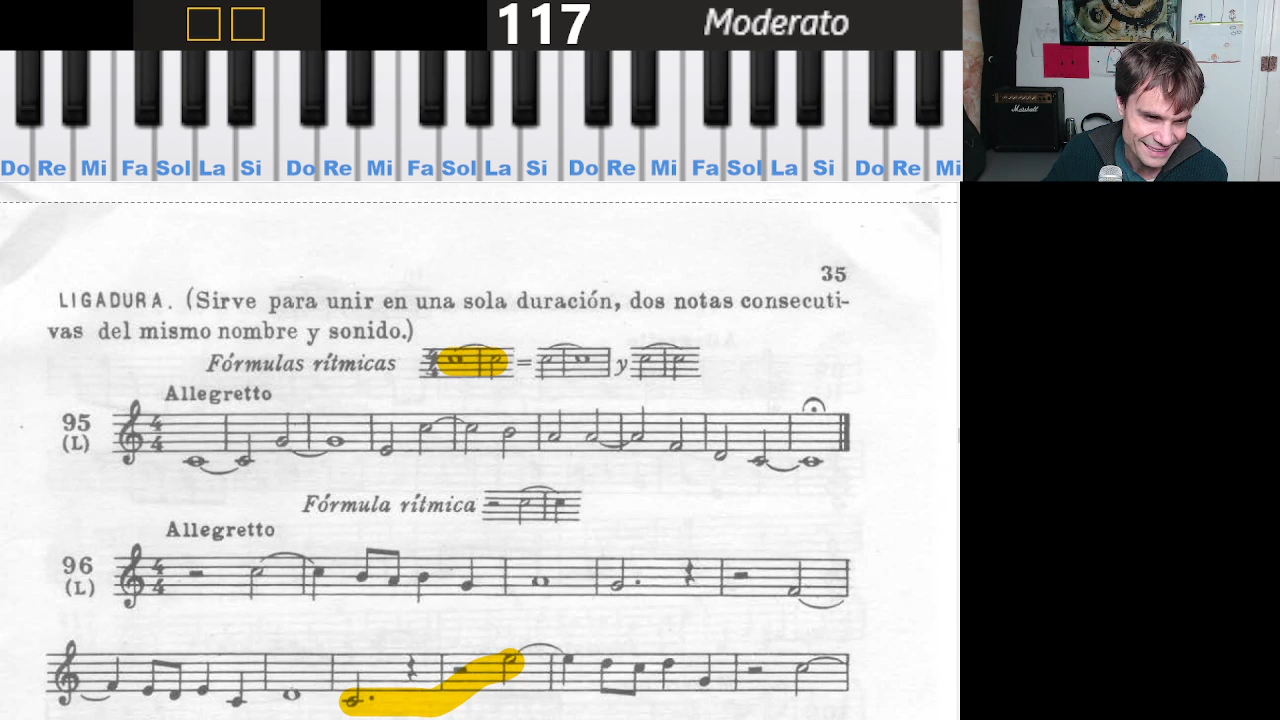 117 Moderato
Do Re Mi Fa Sol La Si Do Re Mi Fa Sol La Si Do Re Mi Fa Sol La Si Do Re Mi
Marshall
35
LIGADURA. (Sirve para unir en una sola duración, dos notas consecuti-
vas del mismo nombre y sonido.)
Fórmulas rítmicas = y
Allegretto
95
(L)
Fórmula rítmica
Allegretto
96
(L)